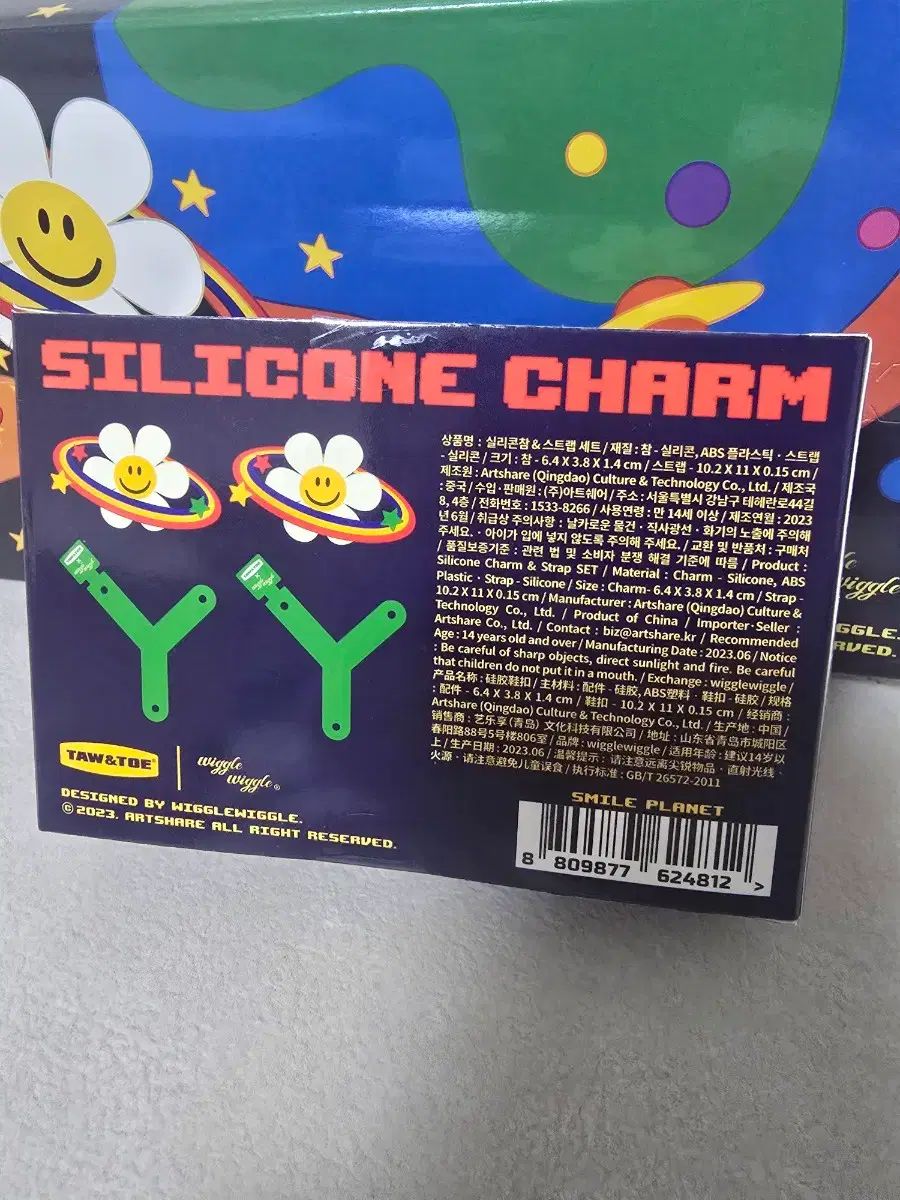 SILICONE CHARM
상품명 : 실리콘참 & 스트랩 세트 / 재질 : 참 - 실리콘, ABS 플라스틱 · 스트랩
- 실리콘 / 크기 : 참 - 6.4 X 3.8 X 1.4 cm / 스트랩 - 10.2 X 11 X 0.15 cm /
제조원 : Artshare (Qingdao) Culture & Technology Co., Ltd. / 제조국
: 중국 / 수입 · 판매원 : (주)아트쉐어 / 주소 : 서울특별시 강남구 테헤란로44길
8, 4층 / 전화번호 : 1533-8266 / 사용연령 : 만 14세 이상 / 제조연월 : 2023
년 6월 / 취급상 주의사항 : 날카로운 물건 · 직사광선 · 화기의 노출에 주의해
주세요. · 아이가 입에 넣지 않도록 주의해 주세요. / 교환 및 반품처 : 구매처
/ 품질보증기준 : 관련 법 및 소비자 분쟁 해결 기준에 따름 / Product :
Silicone Charm & Strap SET / Material : Charm - Silicone, ABS
Plastic · Strap - Silicone / Size : Charm- 6.4 X 3.8 X 1.4 cm / Strap -
10.2 X 11 X 0.15 cm / Manufacturer : Artshare (Qingdao) Culture &
Technology Co., Ltd. / Product of China / Importer·Seller :
Artshare Co., Ltd. / Contact : biz@artshare.kr / Recommended
Age : 14 years old and over / Manufacturing Date : 2023.06 / Notice
: Be careful of sharp objects, direct sunlight and fire. Be careful
that children do not put it in a mouth. / Exchange : wigglewiggle /
产品名称 : 硅胶鞋扣 / 主材料 : 配件 - 硅胶, ABS塑料 · 鞋扣 - 硅胶 / 规格
: 配件 - 6.4 X 3.8 X 1.4 cm / 鞋扣 - 10.2 X 11 X 0.15 cm / 经销商 :
Artshare (Qingdao) Culture & Technology Co., Ltd. / 生产地 : 中国 /
销售商 : 艺乐享 (青岛) 文化科技有限公司 / 地址 : 山东省青岛市城阳区
春阳路88号5号楼806室 / 品牌 : wigglewiggle / 适用年龄 : 建议14岁以
上 / 生产日期 : 2023.06 / 温馨提示 : 请注意远离尖锐物品 · 直射光线 ·
火源 · 请注意避免儿童误食 / 执行标准 : GB/T 26572-2011
TAW&TOE®
wiggle
wiggle®
DESIGNED BY WIGGLEWIGGLE.
©2023. ARTSHARE ALL RIGHT RESERVED.
SMILE PLANET
8 809877 624812 >
wiggle
GGLE.
RVED.